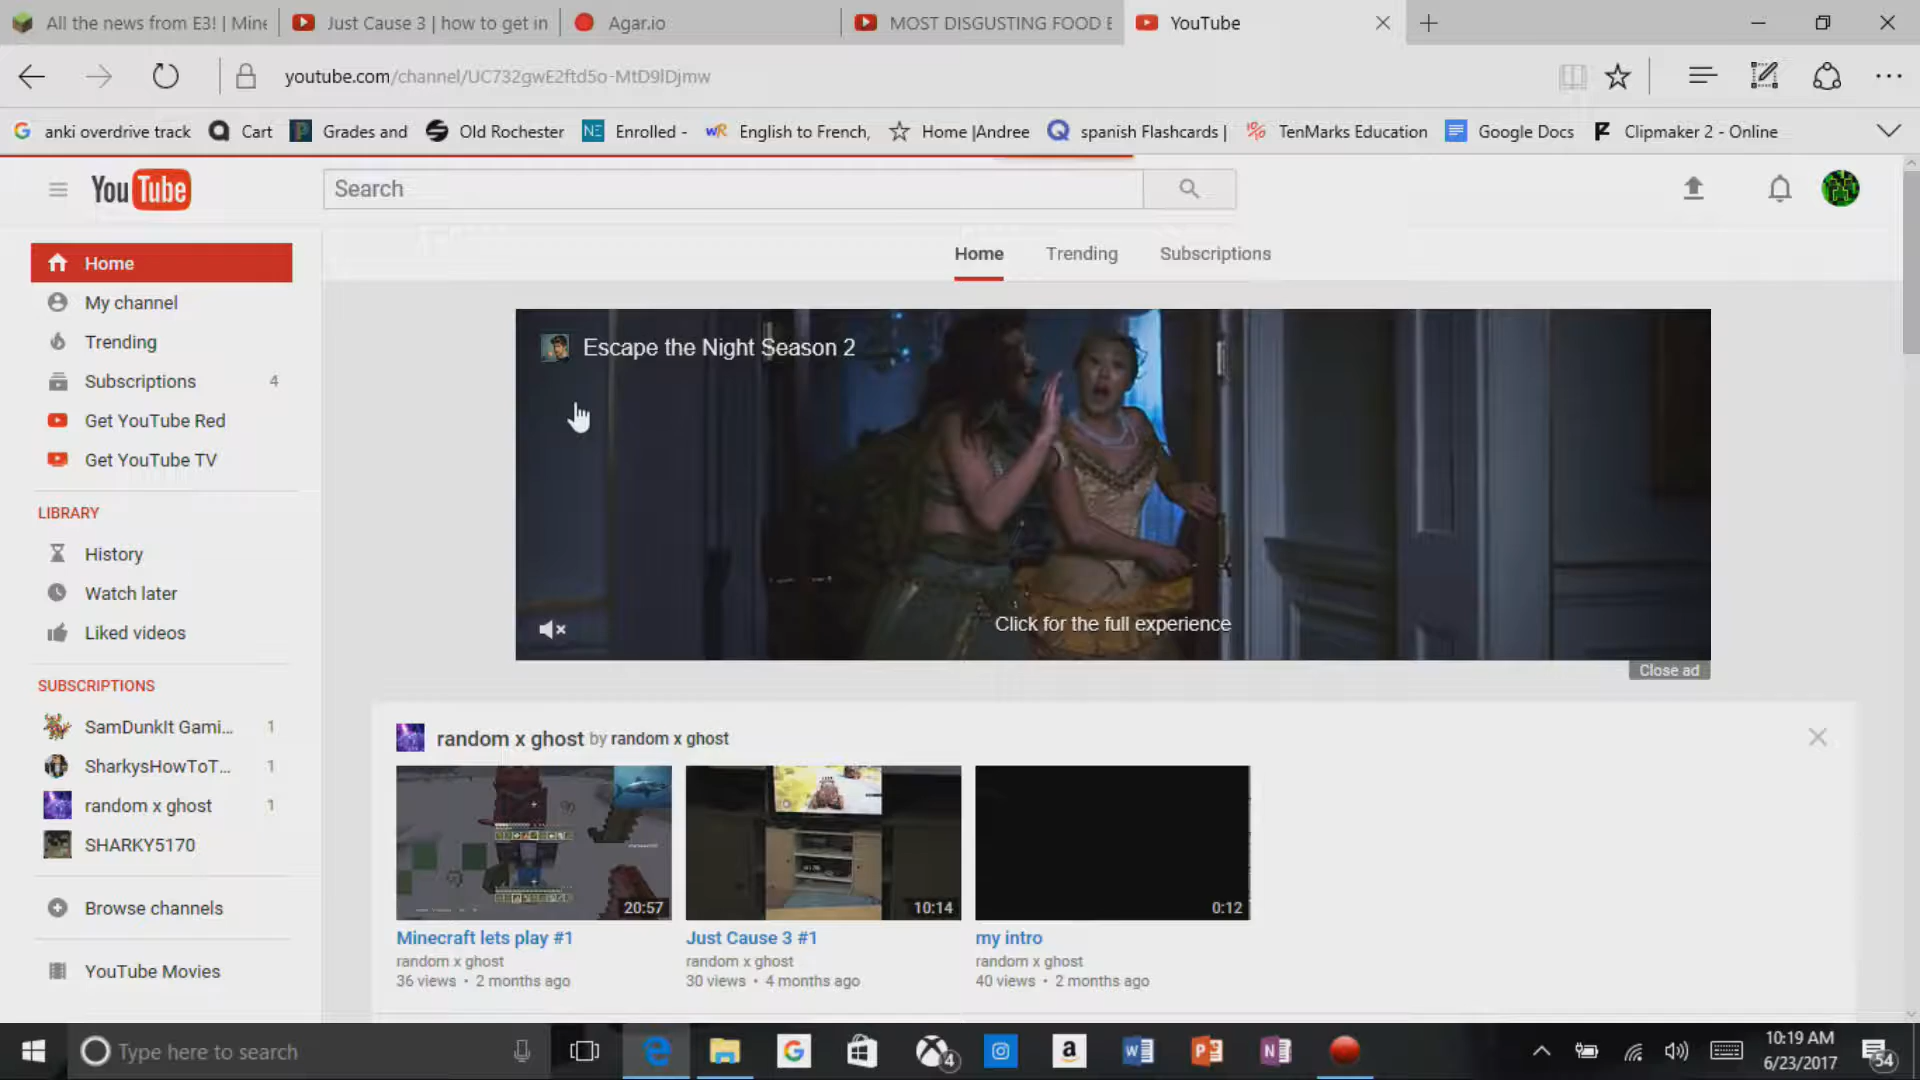 All the news from E3! | Mine
Just Cause 3 | how to get in
Agar.io
MOST DISGUSTING FOOD E
YouTube
youtube.com/channel/UC732gwE2ftd5o-MtD9lDjmw
anki overdrive track
Cart
Grades and
Old Rochester
NE Enrolled -
WR English to French,
Home |Andree
spanish Flashcards |
TenMarks Education
Google Docs
Clipmaker 2 - Online
YouTube
Search
Home
Trending
Subscriptions
Home
My channel
Trending
Subscriptions 4
Get YouTube Red
Get YouTube TV
LIBRARY
History
Watch later
Liked videos
SUBSCRIPTIONS
SamDunkIt Gami... 1
SharkysHowToT... 1
random x ghost 1
SHARKY5170
Browse channels
YouTube Movies
Escape the Night Season 2
Click for the full experience
Close ad
random x ghost by random x ghost
20:57
10:14
0:12
Minecraft lets play #1
random x ghost
36 views • 2 months ago
Just Cause 3 #1
random x ghost
30 views • 4 months ago
my intro
random x ghost
40 views • 2 months ago
Type here to search
4
10:19 AM
6/23/2017
54